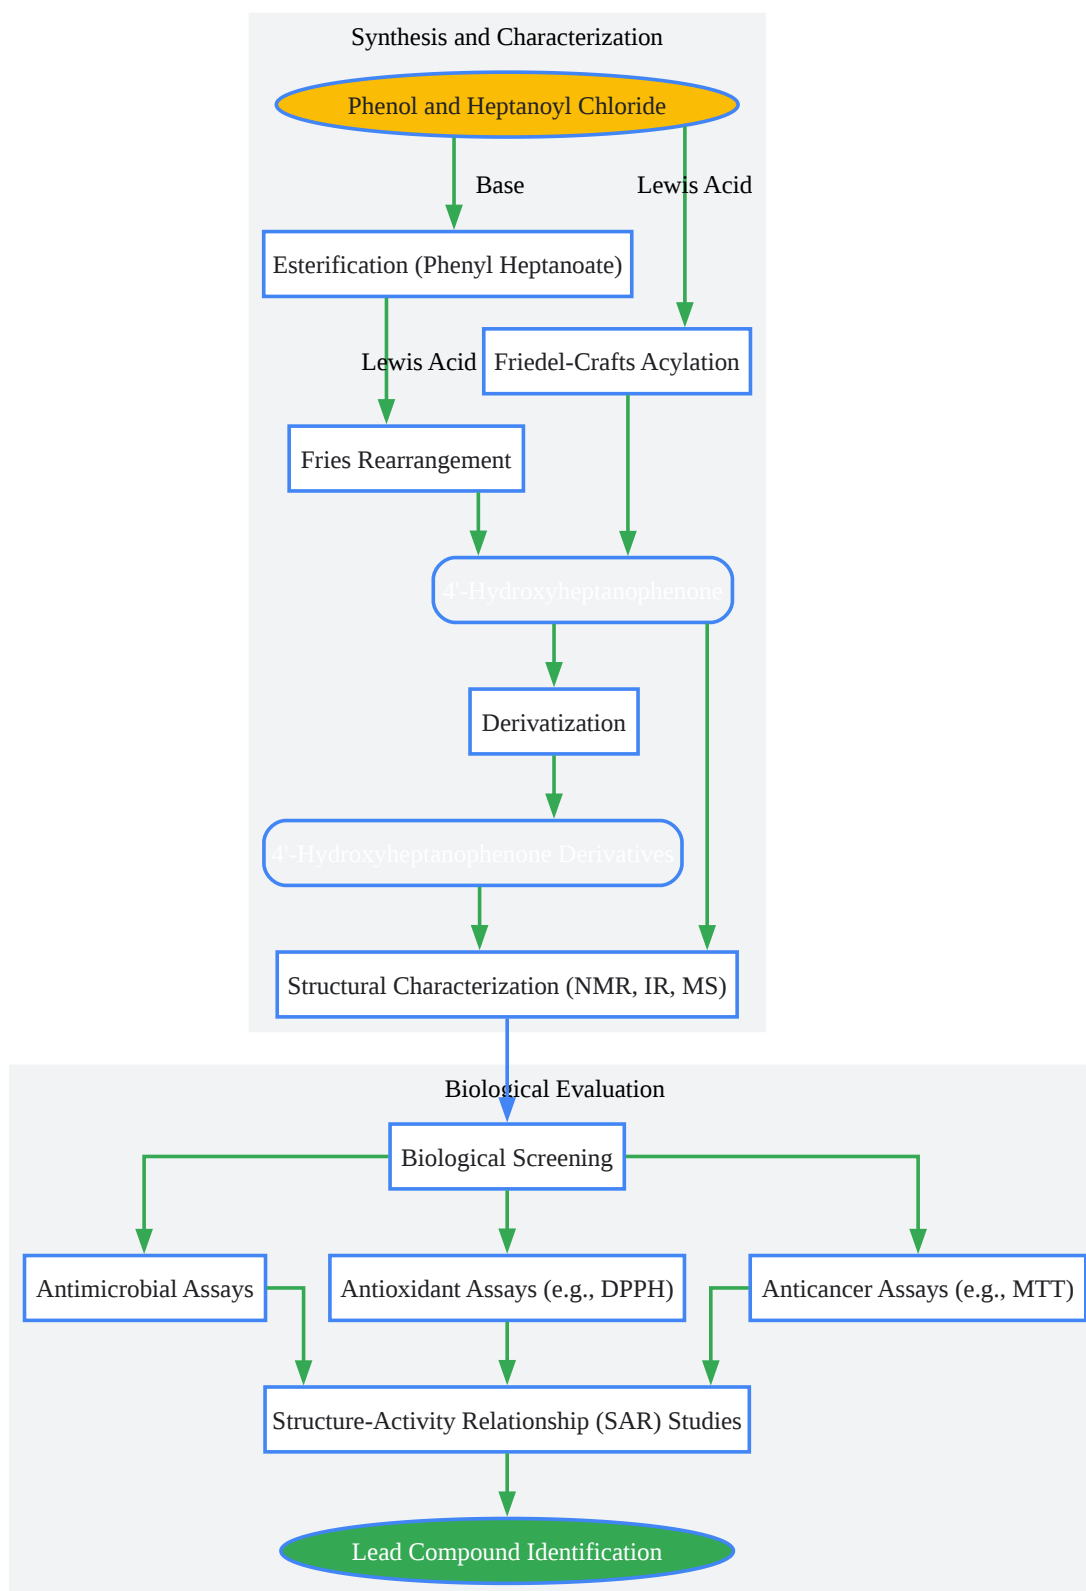 Synthesis and Characterization
Phenol and Heptanoyl Chloride
Base
Lewis Acid
Esterification (Phenyl Heptanoate)
Lewis Acid
Friedel-Crafts Acylation
Fries Rearrangement
4'-Hydroxyheptanophenone
Derivatization
4'-Hydroxyheptanophenone Derivatives
Structural Characterization (NMR, IR, MS)
Biological Evaluation
Biological Screening
Antimicrobial Assays
Antioxidant Assays (e.g., DPPH)
Anticancer Assays (e.g., MTT)
Structure-Activity Relationship (SAR) Studies
Lead Compound Identification